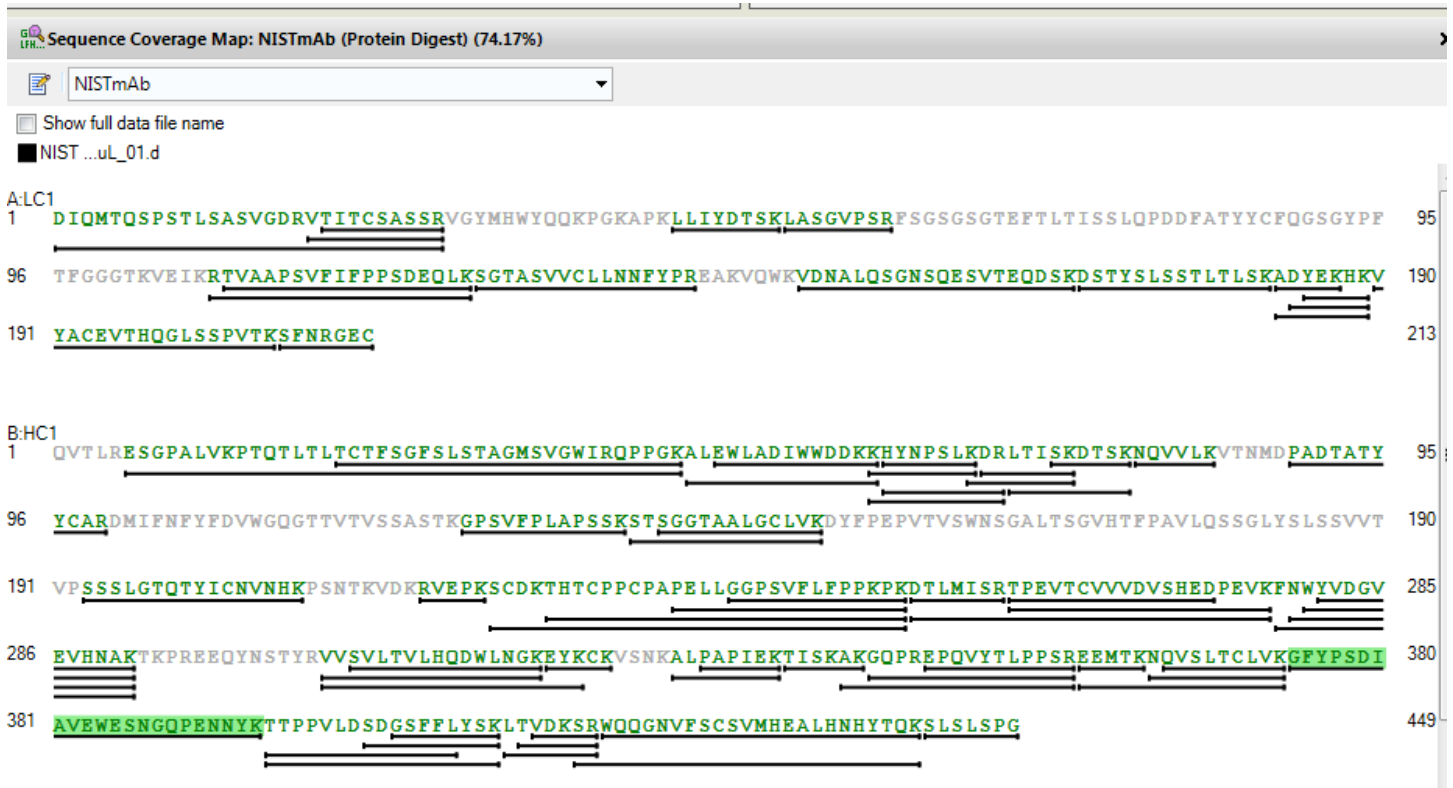 Sequence Coverage Map: NISTmAb (Protein Digest) (74.17%)
NISTmAb
Show full data file name
NIST ...uL_01.d
A:LC1
1 DIQMTQSPSTLSASVGDRVTITCSASSRVGYMHWYQQKPGKAPKLLIYDTSKLASGVPSRFSGSGSGTEFTLTISSLQPDDFATYYCFQGSGYPF 95
96 TFGGGTKVEIKRTVAAPSVFIFPPSDEQLKSGTASVVCLLNNFYPREAKVQWKVDNALQSGNSQESVTEQDSKDSTYSLSSTLTLSKADYEKHKV 190
191 YACEVTHQGLSSPVTKSFNRGEC 213
B:HC1
1 QVTLRESGPALVKPTQTLTLTCTFSGFSLSTAGMSVGWIRQPPGKALEWLADIWWDDKKHYNPSLKDRLTISKDTSKNQVVLKVTNMDPADTATY 95
96 YCARDMIFNFYFDVWGQGTTVTVSSASTKGPSVFPLAPSSKSTSGGTAALGCLVKDYFPEPVTVSWNSGALTSGVHTFPAVLQSSGLYSLSSVVT 190
191 VPSSSLGTQTYICNVNHKPSNTKVDKRVEPKSCDKTHTCPPCPAPELLGGPSVFLFPPKPKDTLMISRTPEVTCVVVDVSHEDPEVKFNWYVDGV 285
286 EVHNAKTKPREEQYNSTYRVVSVLTVLHQDWLNGKEYKCKVSNKALPAPIEKTISKAKGQPREPQVYTLPPSREEMTKNQVSLTCLVKGFYPSDI 380
381 AVEWESNGQPENNYKTTPPVLDSDGSFFLYSKLTVDKSRWQQGNVFSCSVMHEALHNHYTQKSLSLSPG 449